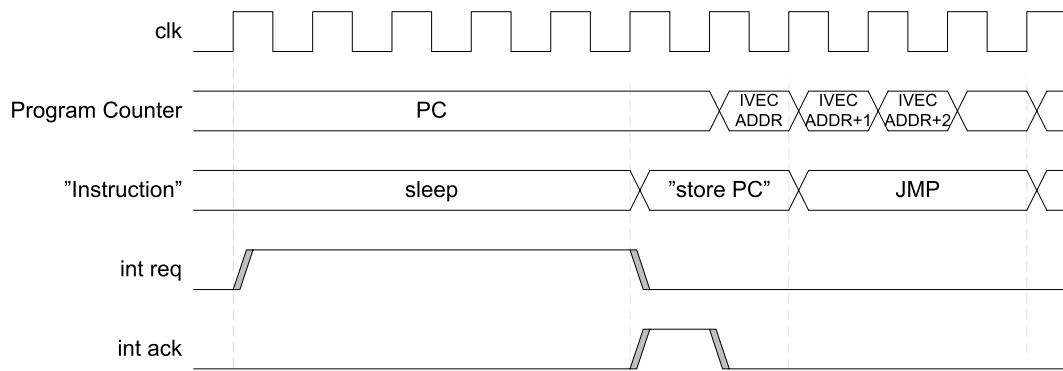 clk
Program Counter
PC
IVEC
ADDR
IVEC
ADDR+1
IVEC
ADDR+2
”Instruction”
sleep
”store PC”
JMP
int req
int ack